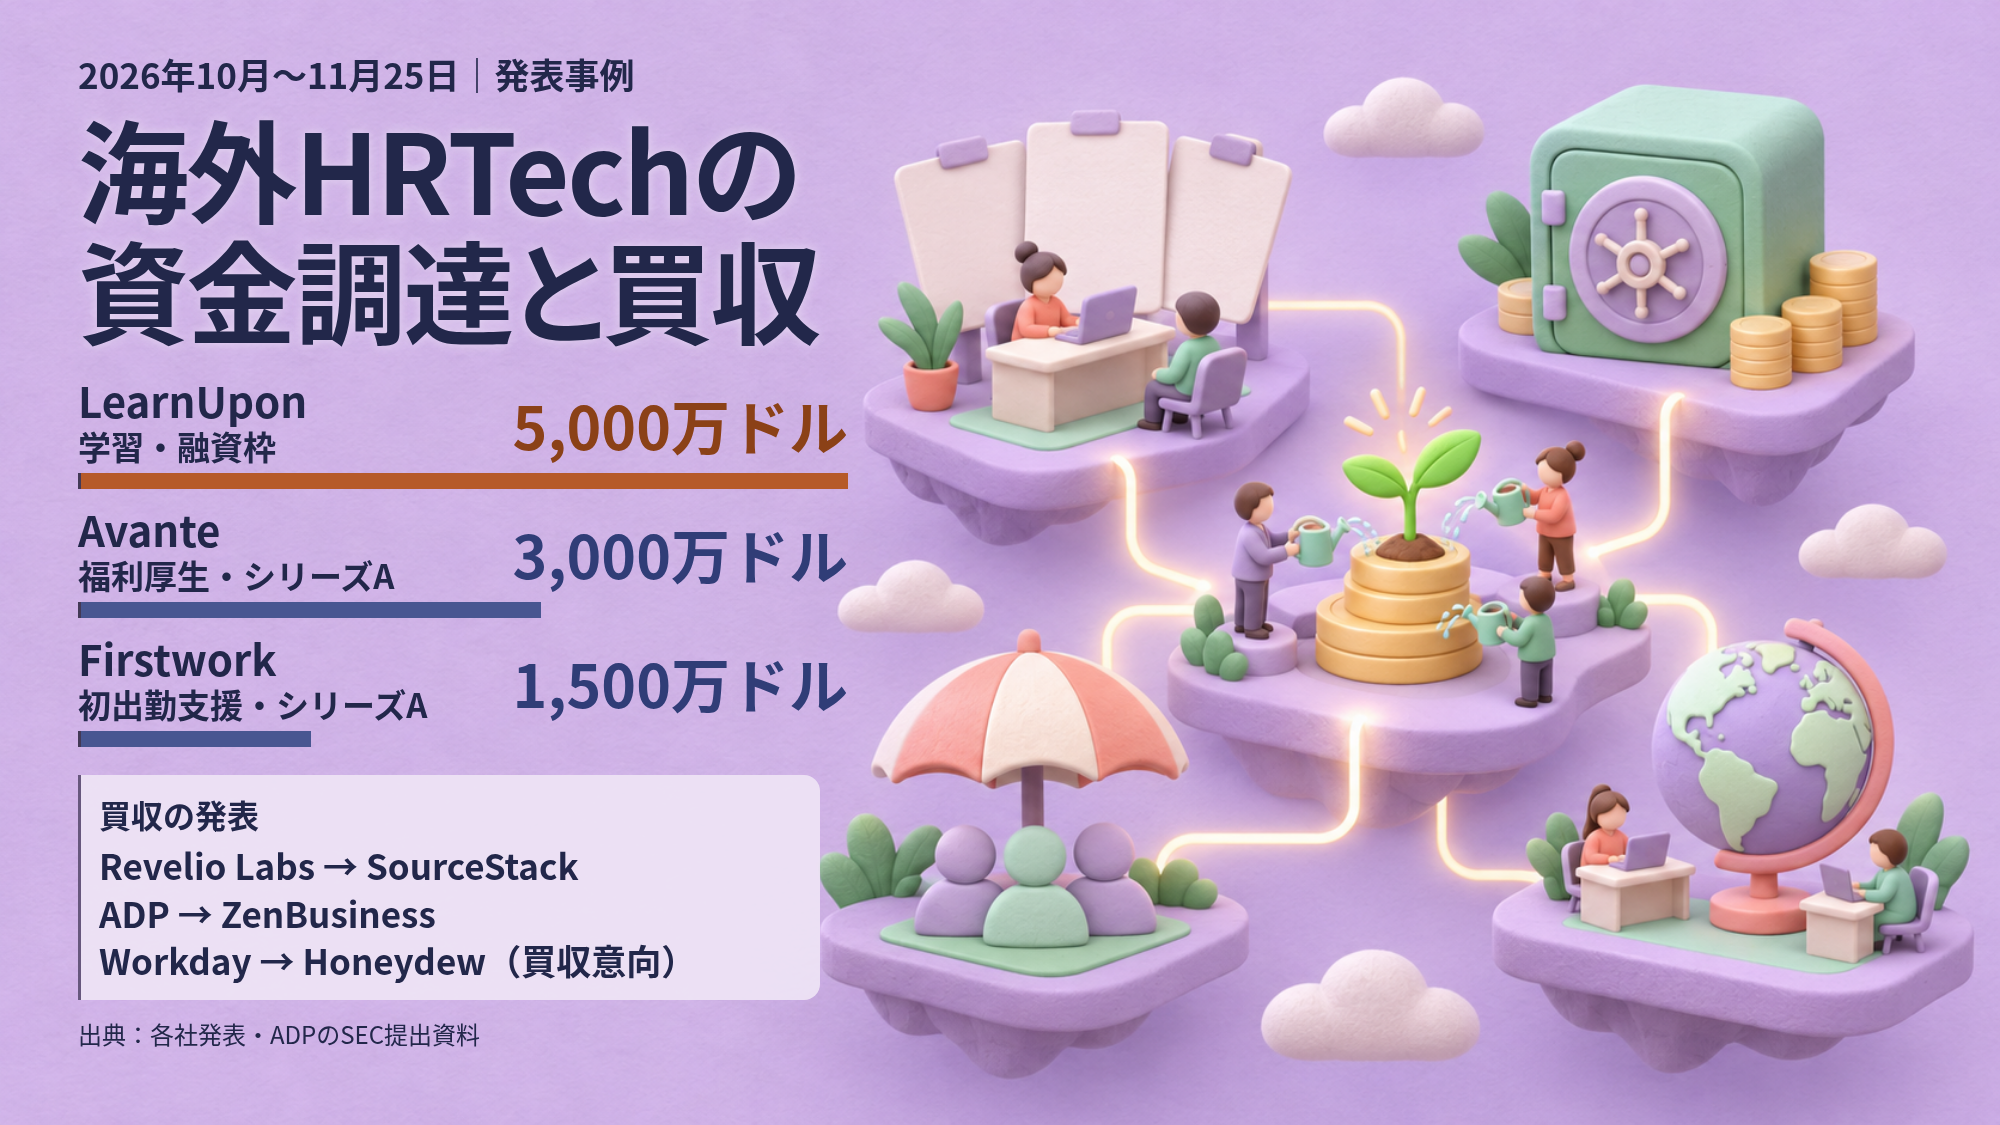 2026年10月～11月25日｜発表事例
海外HRTechの
資金調達と買収
LearnUpon
学習・融資枠
5,000万ドル
Avante
福利厚生・シリーズA
3,000万ドル
Firstwork
初出勤支援・シリーズA
1,500万ドル
買収の発表
Revelio Labs → SourceStack
ADP → ZenBusiness
Workday → Honeydew（買収意向）
出典：各社発表・ADPのSEC提出資料